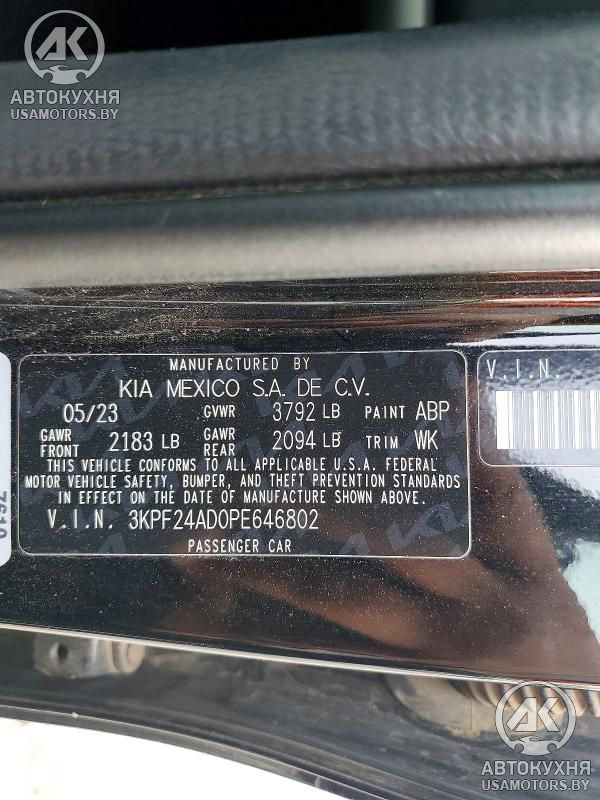 АК
АВТОКУХНЯ
USAMOTORS.BY
MANUFACTURED BY
KIA MEXICO S.A. DE C.V.
05/23 GVWR 3792 LB PAINT ABP
GAWR FRONT 2183 LB GAWR REAR 2094 LB TRIM WK
THIS VEHICLE CONFORMS TO ALL APPLICABLE U.S.A. FEDERAL
MOTOR VEHICLE SAFETY, BUMPER, AND THEFT PREVENTION STANDARDS
IN EFFECT ON THE DATE OF MANUFACTURE SHOWN ABOVE.
V.I.N. 3KPF24AD0PE646802
PASSENGER CAR
V.I.N.
АК
АВТОКУХНЯ
USAMOTORS.BY